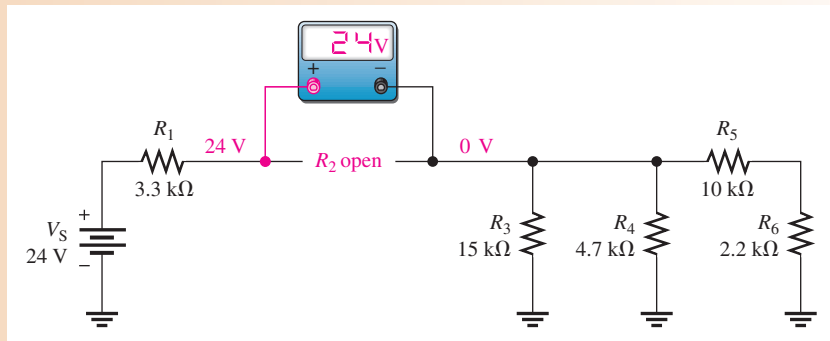 24V
+ −
R1
24 V
R2 open
0 V
R5
3.3 kΩ
10 kΩ
+
VS
24 V
−
R3
15 kΩ
R4
4.7 kΩ
R6
2.2 kΩ